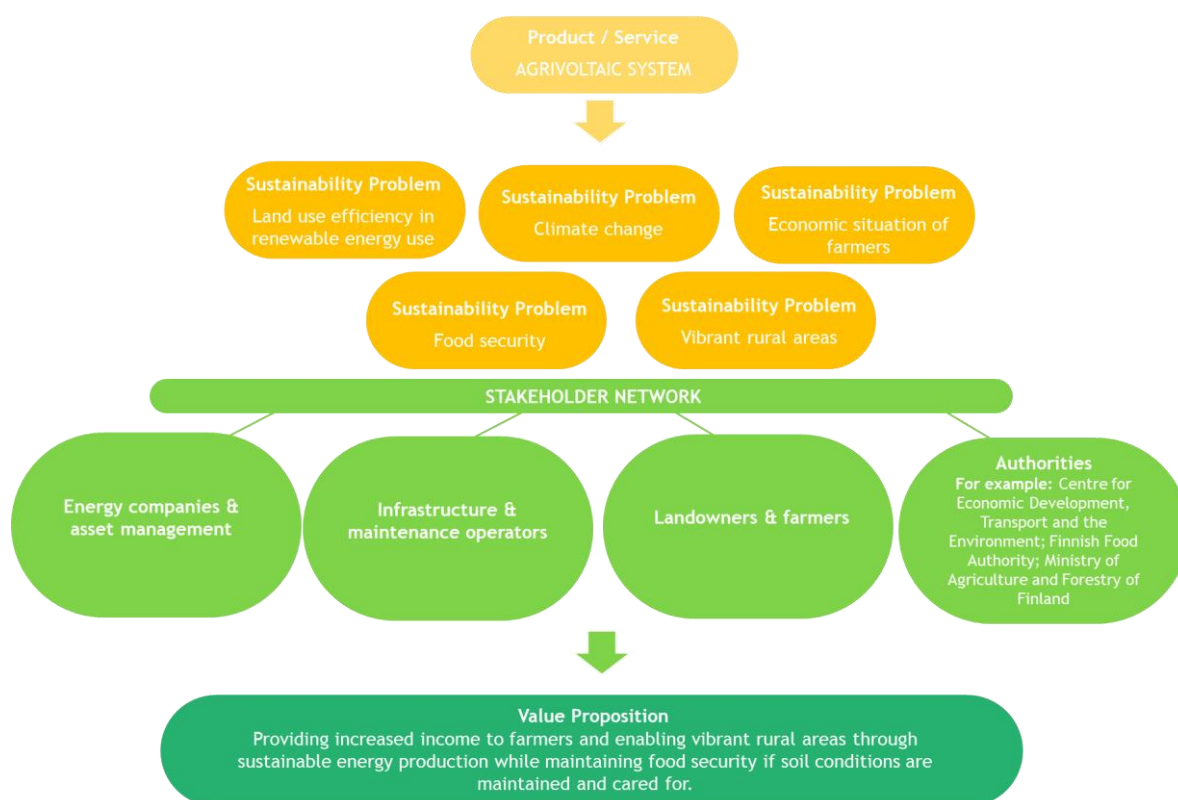 Product / Service
AGRIVOLTAIC SYSTEM
Sustainability Problem
Land use efficiency in
renewable energy use
Sustainability Problem
Climate change
Sustainability Problem
Economic situation of
farmers
Sustainability Problem
Food security
Sustainability Problem
Vibrant rural areas
STAKEHOLDER NETWORK
Energy companies &
asset management
Infrastructure &
maintenance operators
Landowners & farmers
Authorities
For example: Centre for
Economic Development,
Transport and the
Environment; Finnish Food
Authority; Ministry of
Agriculture and Forestry of
Finland
Value Proposition
Providing increased income to farmers and enabling vibrant rural areas through
sustainable energy production while maintaining food security if soil conditions are
maintained and cared for.